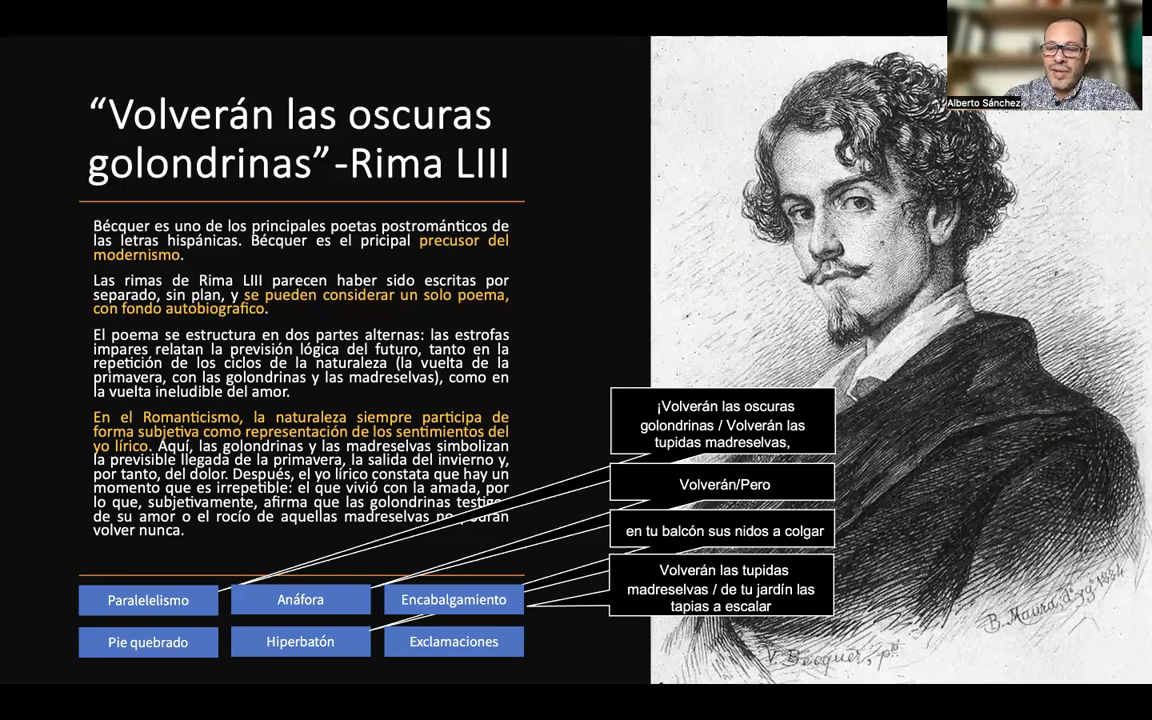 “Volverán las oscuras
golondrinas”-Rima LIII
Bécquer es uno de los principales poetas postrománticos de
las letras hispánicas. Bécquer es el pricipal precusor del
modernismo.
Las rimas de Rima LIII parecen haber sido escritas por
separado, sin plan, y se pueden considerar un solo poema,
con fondo autobiografico.
El poema se estructura en dos partes alternas: las estrofas
impares relatan la previsión lógica del futuro, tanto en la
repetición de los ciclos de la naturaleza (la vuelta de la
primavera, con las golondrinas y las madreselvas), como en
la vuelta ineludible del amor.
En el Romanticismo, la naturaleza siempre participa de
forma subjetiva como representación de los sentimientos del
yo lírico. Aquí, las golondrinas y las madreselvas simbolizan
la previsible llegada de la primavera, la salida del invierno y,
por tanto, del dolor. Después, el yo lírico constata que hay un
momento que es irrepetible: el que vivió con la amada, por
lo que, subjetivamente, afirma que las golondrinas
de su amor o el rocío de aquellas madreselvas no podrán
volver nunca.
Paralelelismo
Anáfora
Encabalgamiento
Pie quebrado
Hiperbatón
Exclamaciones
¡Volverán las oscuras
golondrinas / Volverán las
tupidas madreselvas,
Volverán/Pero
en tu balcón sus nidos a colgar
Volverán las tupidas
madreselvas / de tu jardín las
tapias a escalar
Alberto Sánchez
V. Becquer, pto
B. Maura dº. yº. 1884